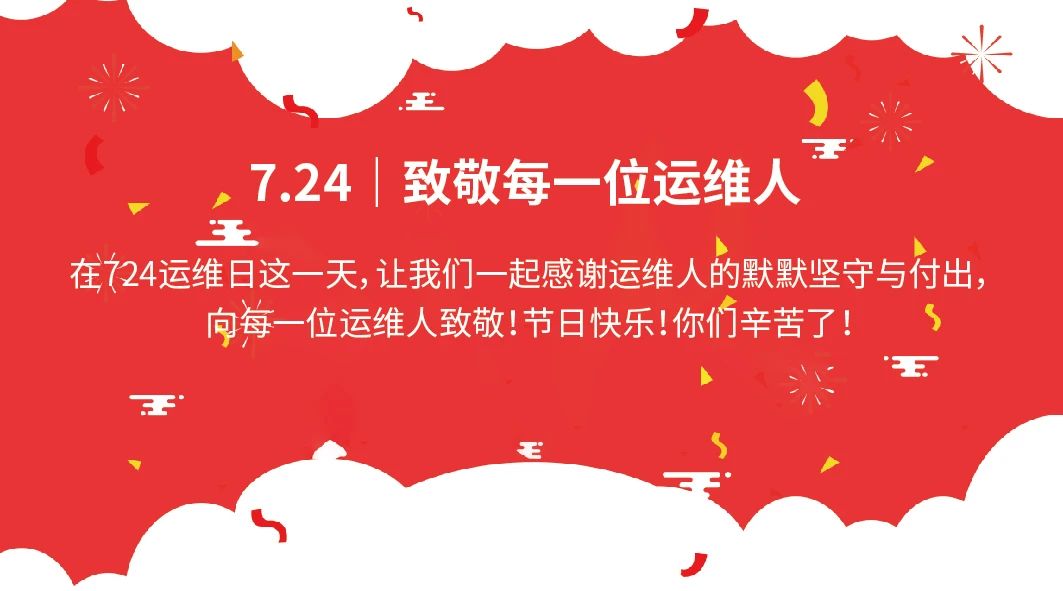 7.24｜致敬每一位运维人
在724运维日这一天，让我们一起感谢运维人的默默坚守与付出，
向每一位运维人致敬！节日快乐！你们辛苦了！